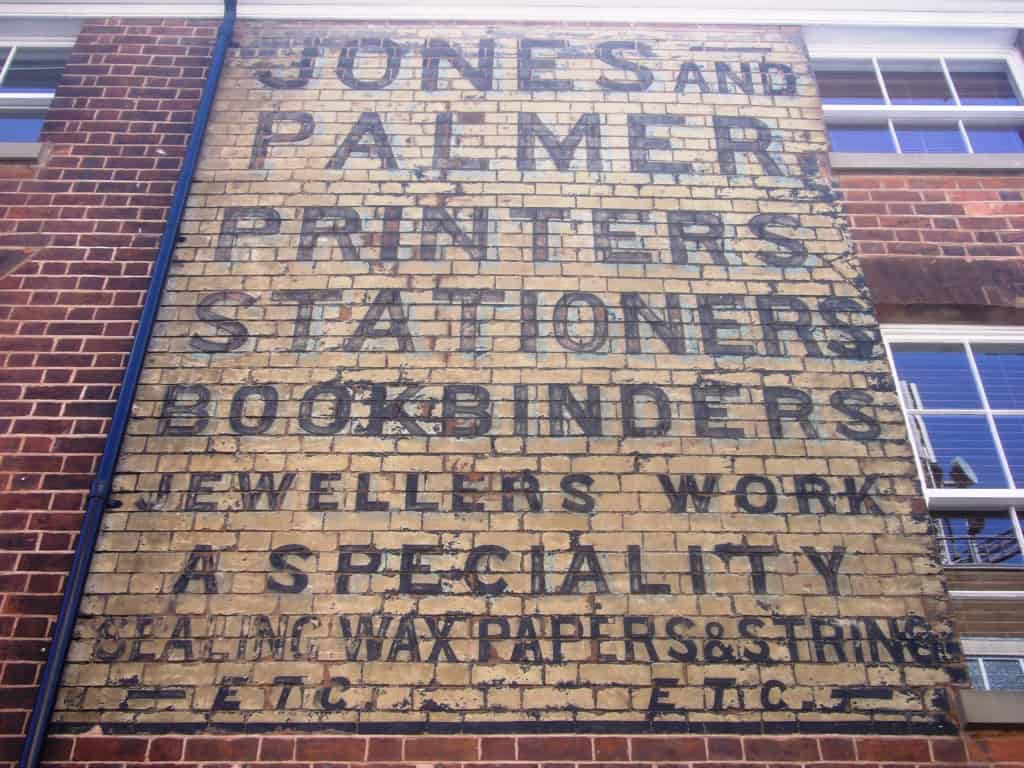 JONES AND
PALMER
PRINTERS
STATIONERS
BOOKBINDERS
JEWELLERS WORK
A SPECIALITY
SEALING WAX PAPERS & STRING
— ETC. ETC. —